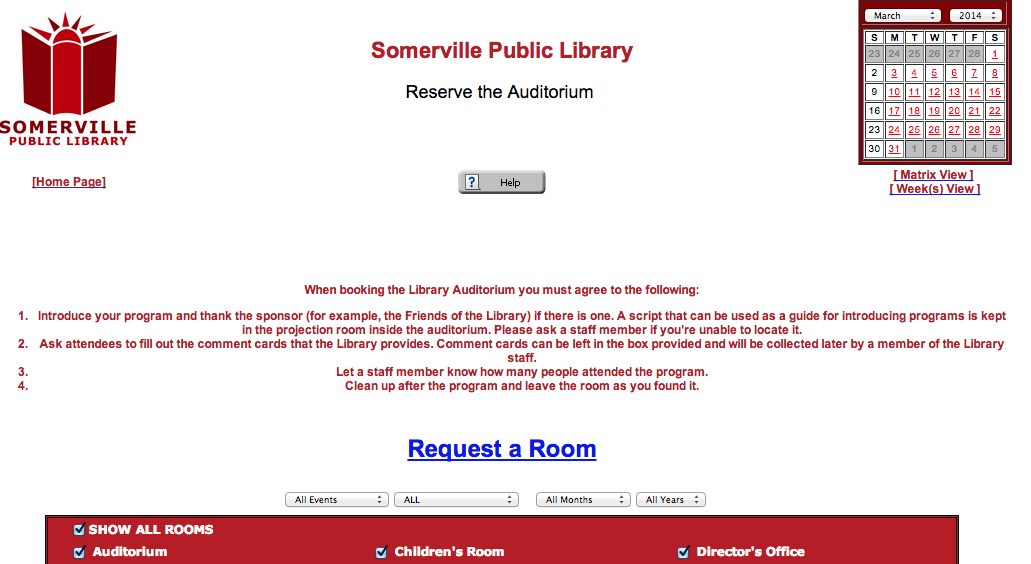 SOMERVILLE
PUBLIC LIBRARY
Somerville Public Library
Reserve the Auditorium
March 2014
S M T W T F S
23 24 25 26 27 28 1
2 3 4 5 6 7 8
9 10 11 12 13 14 15
16 17 18 19 20 21 22
23 24 25 26 27 28 29
30 31 1 2 3 4 5
[Home Page]
? Help
[ Matrix View ]
[ Week(s) View ]
When booking the Library Auditorium you must agree to the following:
1. Introduce your program and thank the sponsor (for example, the Friends of the Library) if there is one. A script that can be used as a guide for introducing programs is kept
in the projection room inside the auditorium. Please ask a staff member if you're unable to locate it.
2. Ask attendees to fill out the comment cards that the Library provides. Comment cards can be left in the box provided and will be collected later by a member of the Library
staff.
3. Let a staff member know how many people attended the program.
4. Clean up after the program and leave the room as you found it.
Request a Room
All Events ALL All Months All Years
SHOW ALL ROOMS
Auditorium Children's Room Director's Office